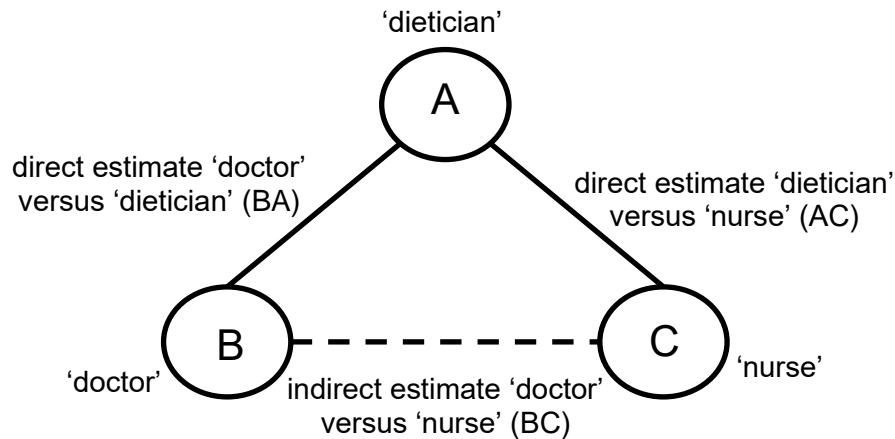 ‘dietician’
A
direct estimate ‘doctor’
versus ‘dietician’ (BA)
direct estimate ‘dietician’
versus ‘nurse’ (AC)
B
C
‘doctor’
‘nurse’
indirect estimate ‘doctor’
versus ‘nurse’ (BC)